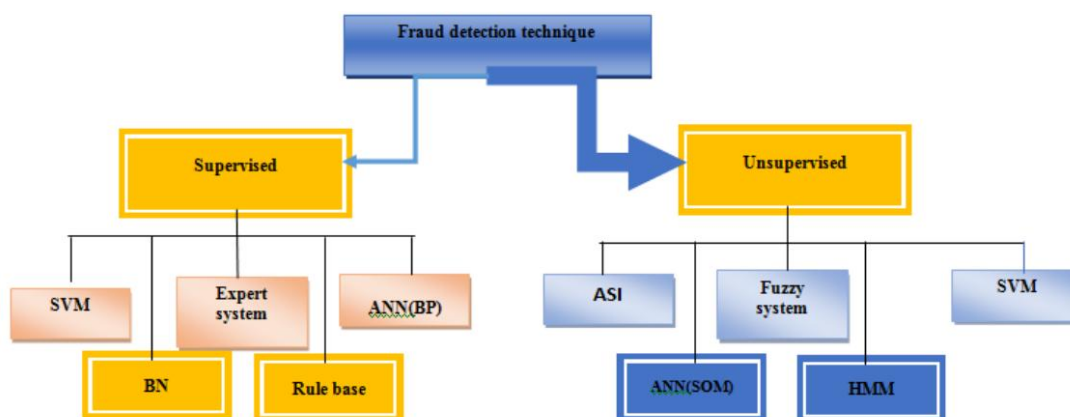 Fraud detection technique
Supervised
Unsupervised
SVM
Expert
system
ANN(BP)
ASI
Fuzzy
system
SVM
BN
Rule base
ANN(SOM)
HMM